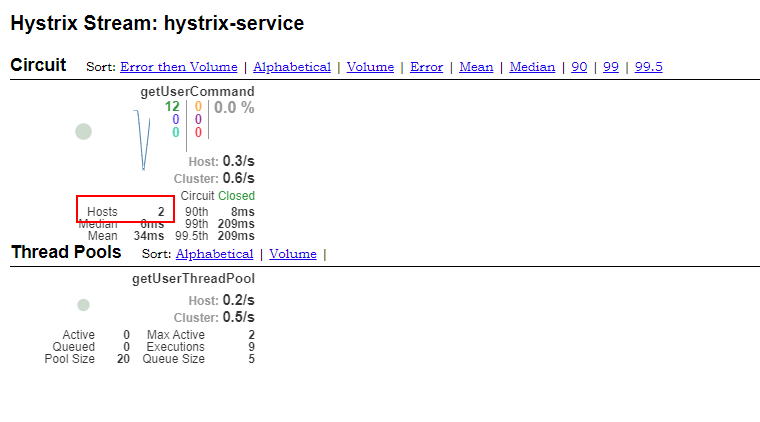 Hystrix Stream: hystrix-service
Circuit Sort: Error then Volume | Alphabetical | Volume | Error | Mean | Median | 90 | 99 | 99.5
getUserCommand
12 0 0.0 %
0 0
0 0
Host: 0.3/s
Cluster: 0.6/s
Circuit Closed
Hosts 2 90th 8ms
Median 6ms 99th 209ms
Mean 34ms 99.5th 209ms
Thread Pools Sort: Alphabetical | Volume |
getUserThreadPool
Host: 0.2/s
Cluster: 0.5/s
Active 0 Max Active 2
Queued 0 Executions 9
Pool Size 20 Queue Size 5